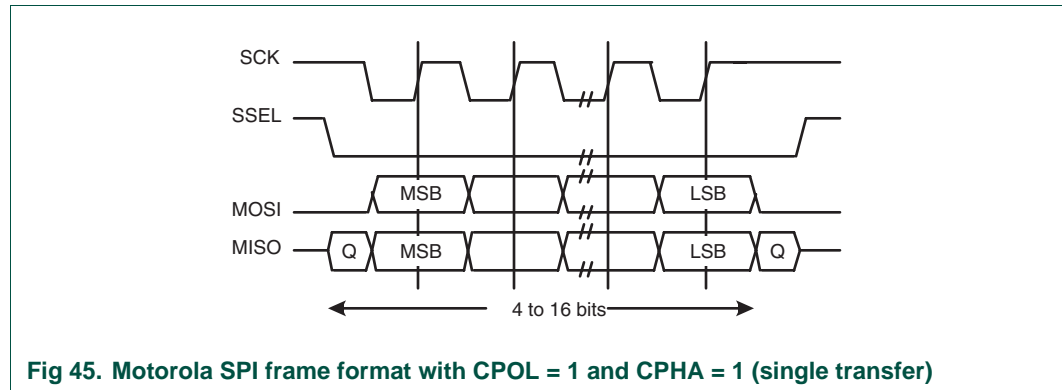 SCK
SSEL
MOSI MSB LSB
MISO Q MSB LSB Q
4 to 16 bits
Fig 45. Motorola SPI frame format with CPOL = 1 and CPHA = 1 (single transfer)